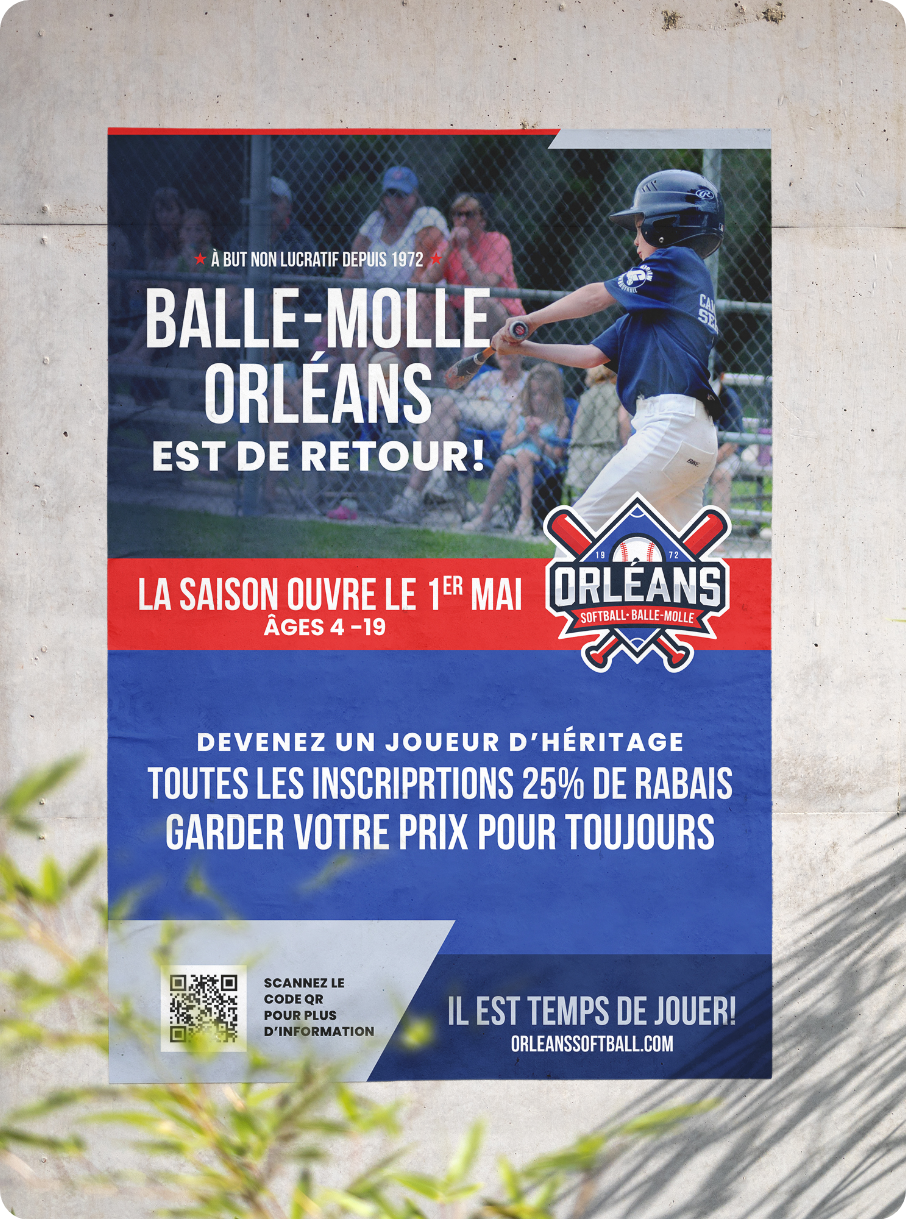 À BUT NON LUCRATIF DEPUIS 1972
BALLE-MOLLE
ORLÉANS
EST DE RETOUR!
LA SAISON OUVRE LE 1ER MAI
ÂGES 4 -19
19 72
ORLÉANS
SOFTBALL • BALLE-MOLLE
DEVENEZ UN JOUEUR D'HÉRITAGE
TOUTES LES INSCRIPRTIONS 25% DE RABAIS
GARDER VOTRE PRIX POUR TOUJOURS
SCANNEZ LE
CODE QR
POUR PLUS
D'INFORMATION
IL EST TEMPS DE JOUER!
ORLEANSSOFTBALL.COM